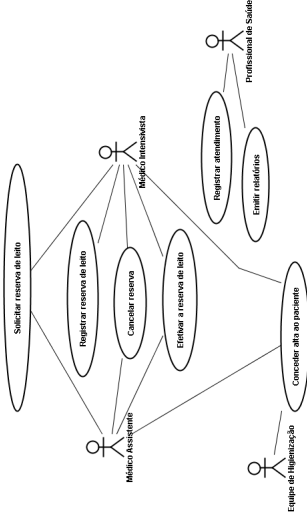 Solicitar reserva de leito
Registrar reserva de leito
Cancelar reserva
Efetivar a reserva de leito
Médico Assistente
Médico Intensivista
Conceder alta ao paciente
Equipe de Higienização
Registrar atendimento
Emitir relatórios
Profissional de Saúde